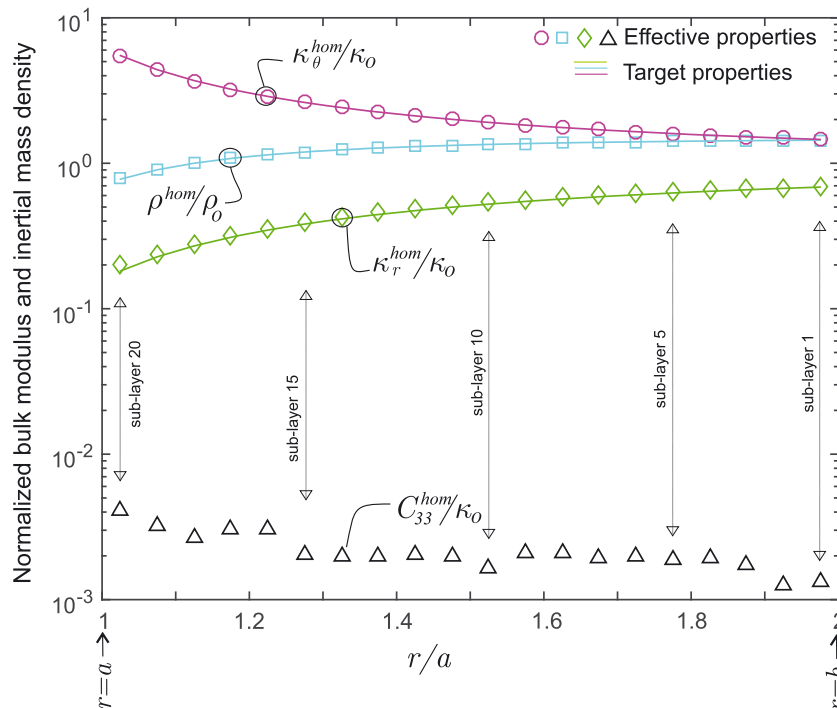 Normalized bulk modulus and inertial mass density
10^1
10^0
10^-1
10^-2
10^-3
κ_θ^hom/κ_o
Effective properties
Target properties
ρ^hom/ρ_o
κ_r^hom/κ_o
sub-layer 20
sub-layer 15
sub-layer 10
sub-layer 5
sub-layer 1
C_33^hom/κ_o
1
1.2
1.4
1.6
1.8
2
r/a
r=a
r=b